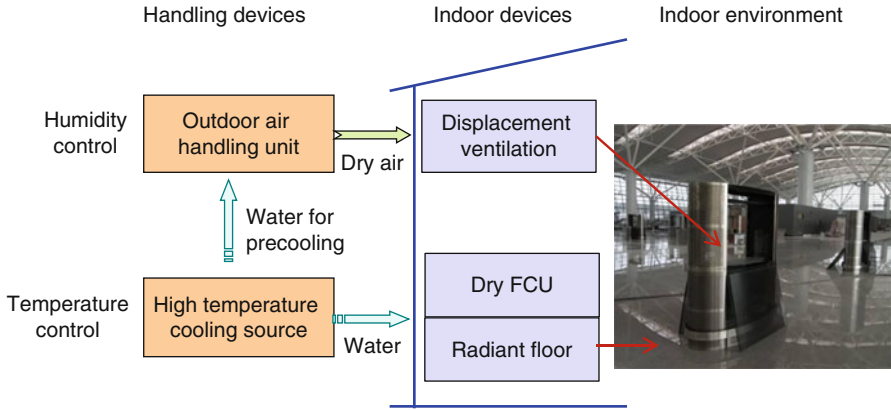 Handling devices
Indoor devices
Indoor environment
Humidity
control
Outdoor air
handling unit
Dry air
Displacement
ventilation
Water for
precooling
Temperature
control
High temperature
cooling source
Water
Dry FCU
Radiant floor